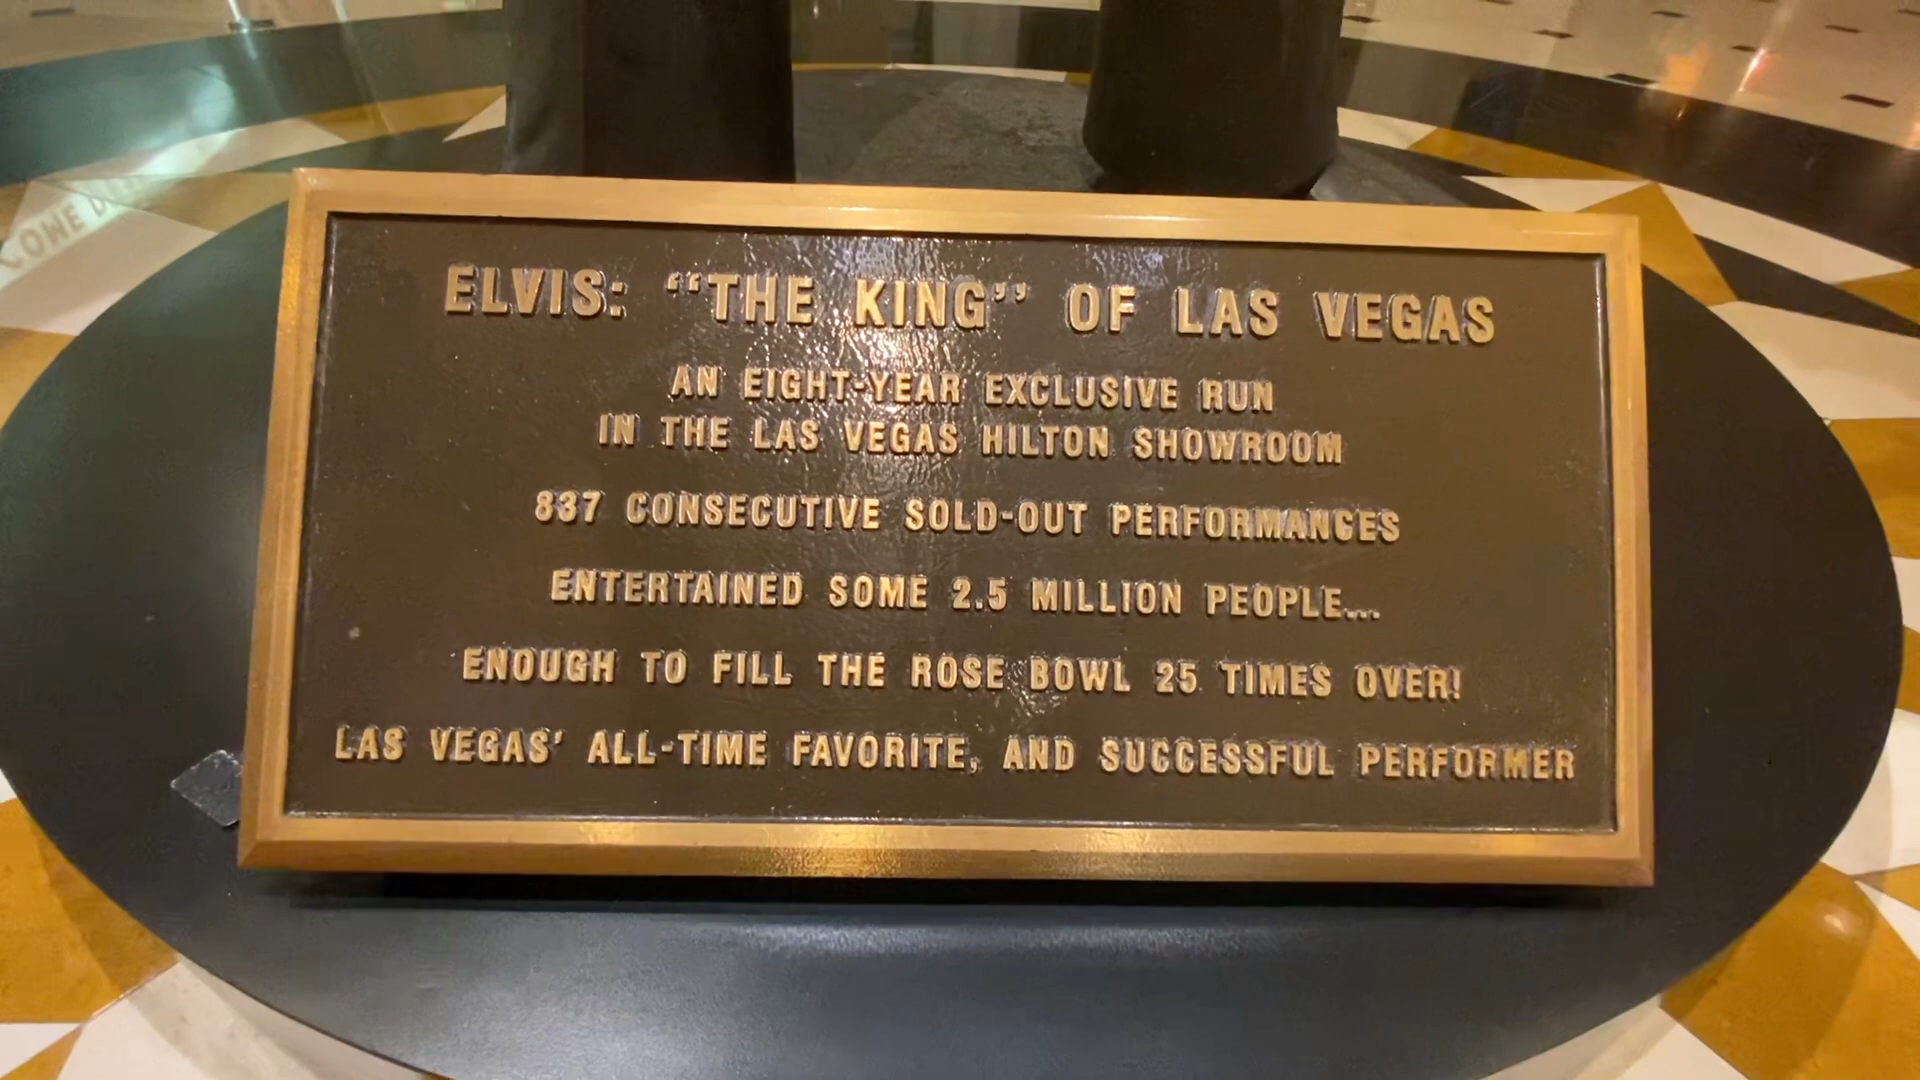 ELVIS: “THE KING” OF LAS VEGAS
AN EIGHT-YEAR EXCLUSIVE RUN
IN THE LAS VEGAS HILTON SHOWROOM
837 CONSECUTIVE SOLD-OUT PERFORMANCES
ENTERTAINED SOME 2.5 MILLION PEOPLE...
ENOUGH TO FILL THE ROSE BOWL 25 TIMES OVER!
LAS VEGAS’ ALL-TIME FAVORITE, AND SUCCESSFUL PERFORMER